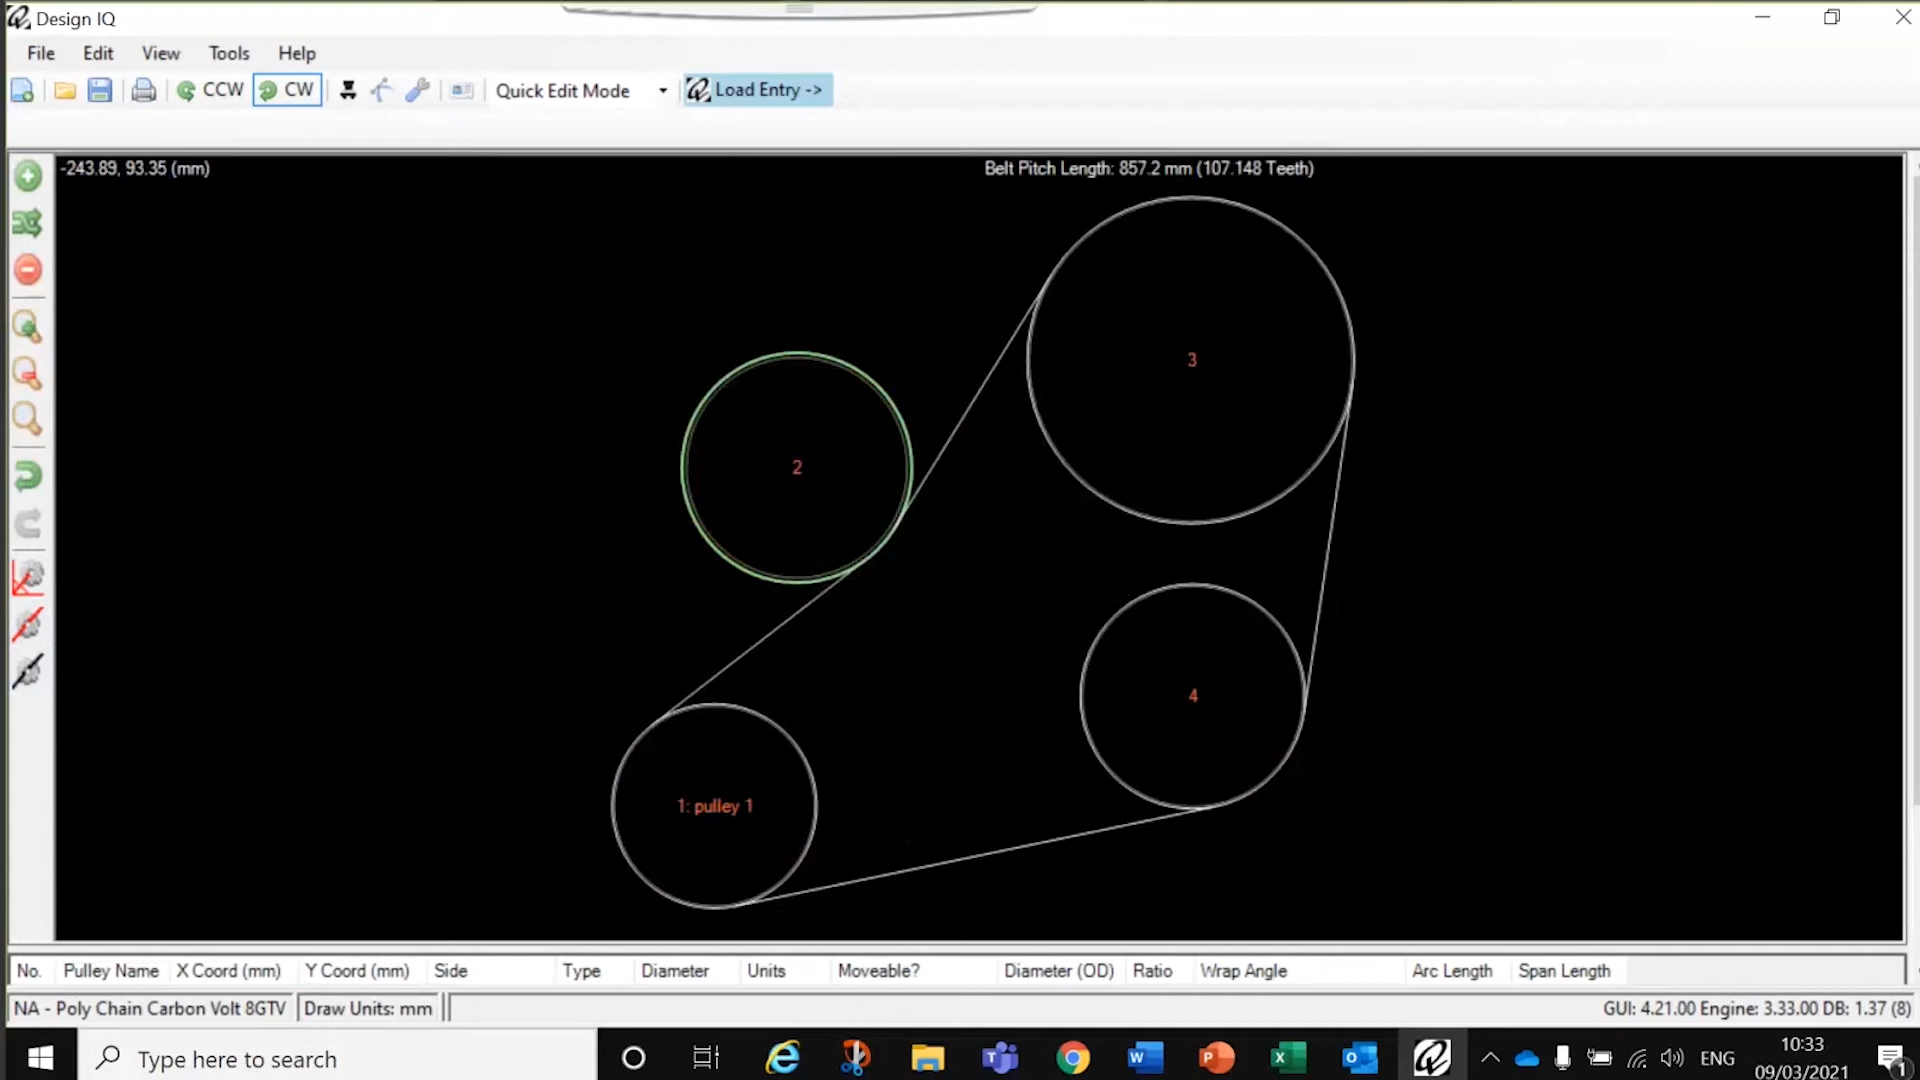 Design IQ
File Edit View Tools Help
CCW CW Quick Edit Mode Load Entry ->
-243.89, 93.35 (mm)
Belt Pitch Length: 857.2 mm (107.148 Teeth)
3
2
4
1: pulley 1
No. Pulley Name X Coord (mm) Y Coord (mm) Side Type Diameter Units Moveable? Diameter (OD) Ratio Wrap Angle Arc Length Span Length
NA - Poly Chain Carbon Volt 8GTV Draw Units: mm GUI: 4.21.00 Engine: 3.33.00 DB: 1.37 (8)
Type here to search ENG 10:33
09/03/2021 1